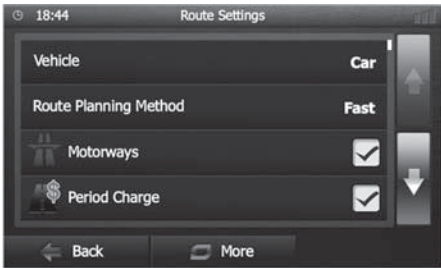 18:44 Route Settings
Vehicle Car
Route Planning Method Fast
Motorways
Period Charge
Back More